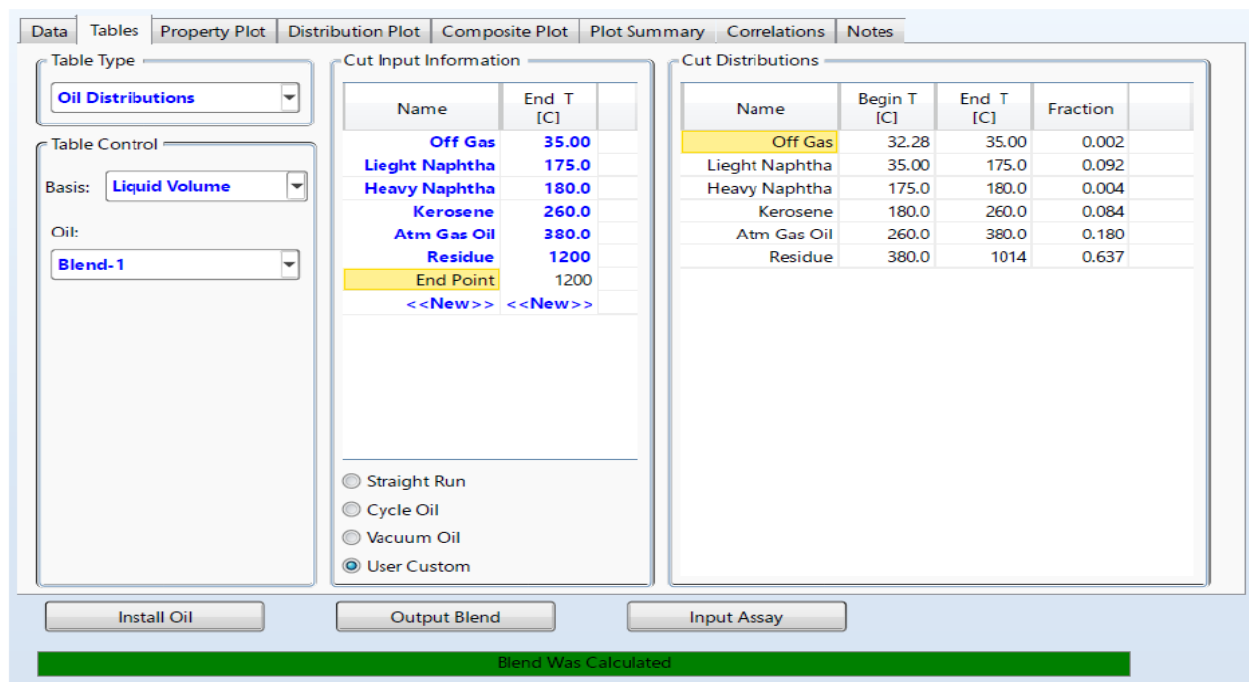 Data Tables Property Plot Distribution Plot Composite Plot Plot Summary Correlations Notes
Table Type
Oil Distributions
Table Control
Basis: Liquid Volume
Oil:
Blend-1
Cut Input Information
Name End T [C]
Off Gas 35.00
Lieght Naphtha 175.0
Heavy Naphtha 180.0
Kerosene 260.0
Atm Gas Oil 380.0
Residue 1200
End Point 1200
<<New>> <<New>>
Straight Run
Cycle Oil
Vacuum Oil
User Custom
Cut Distributions
Name Begin T [C] End T [C] Fraction
Off Gas 32.28 35.00 0.002
Lieght Naphtha 35.00 175.0 0.092
Heavy Naphtha 175.0 180.0 0.004
Kerosene 180.0 260.0 0.084
Atm Gas Oil 260.0 380.0 0.180
Residue 380.0 1014 0.637
Install Oil Output Blend Input Assay
Blend Was Calculated